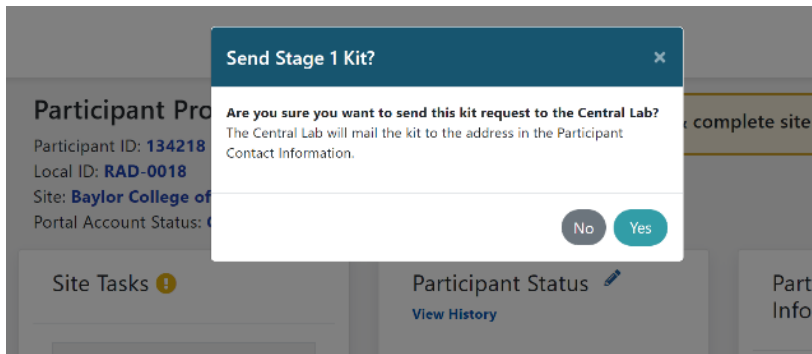 Send Stage 1 Kit?
×
Are you sure you want to send this kit request to the Central Lab?
The Central Lab will mail the kit to the address in the Participant
Contact Information.
No
Yes
Participant Pro
complete site
Participant ID: 134218
Local ID: RAD-0018
Site: Baylor College of
Portal Account Status:
Site Tasks
Participant Status
View History
Part
Info